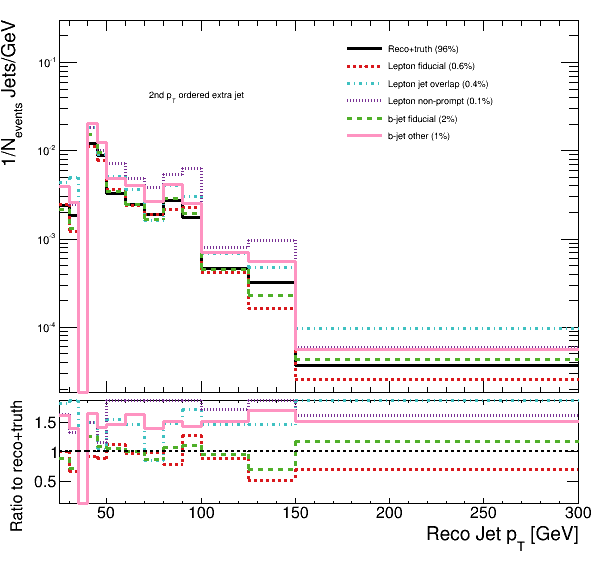 1/N_events Jets/GeV
10^-1
10^-2
10^-3
10^-4
2nd p_T ordered extra jet
Reco+truth (96%)
Lepton fiducial (0.6%)
Lepton jet overlap (0.4%)
Lepton non-prompt (0.1%)
b-jet fiducial (2%)
b-jet other (1%)
Ratio to reco+truth
1.5
1
0.5
50 100 150 200 250 300
Reco Jet p_T [GeV]